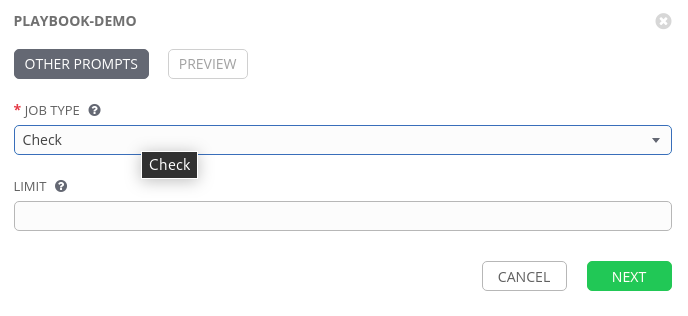 PLAYBOOK-DEMO
OTHER PROMPTS PREVIEW
* JOB TYPE ?
Check
Check
LIMIT ?
CANCEL NEXT